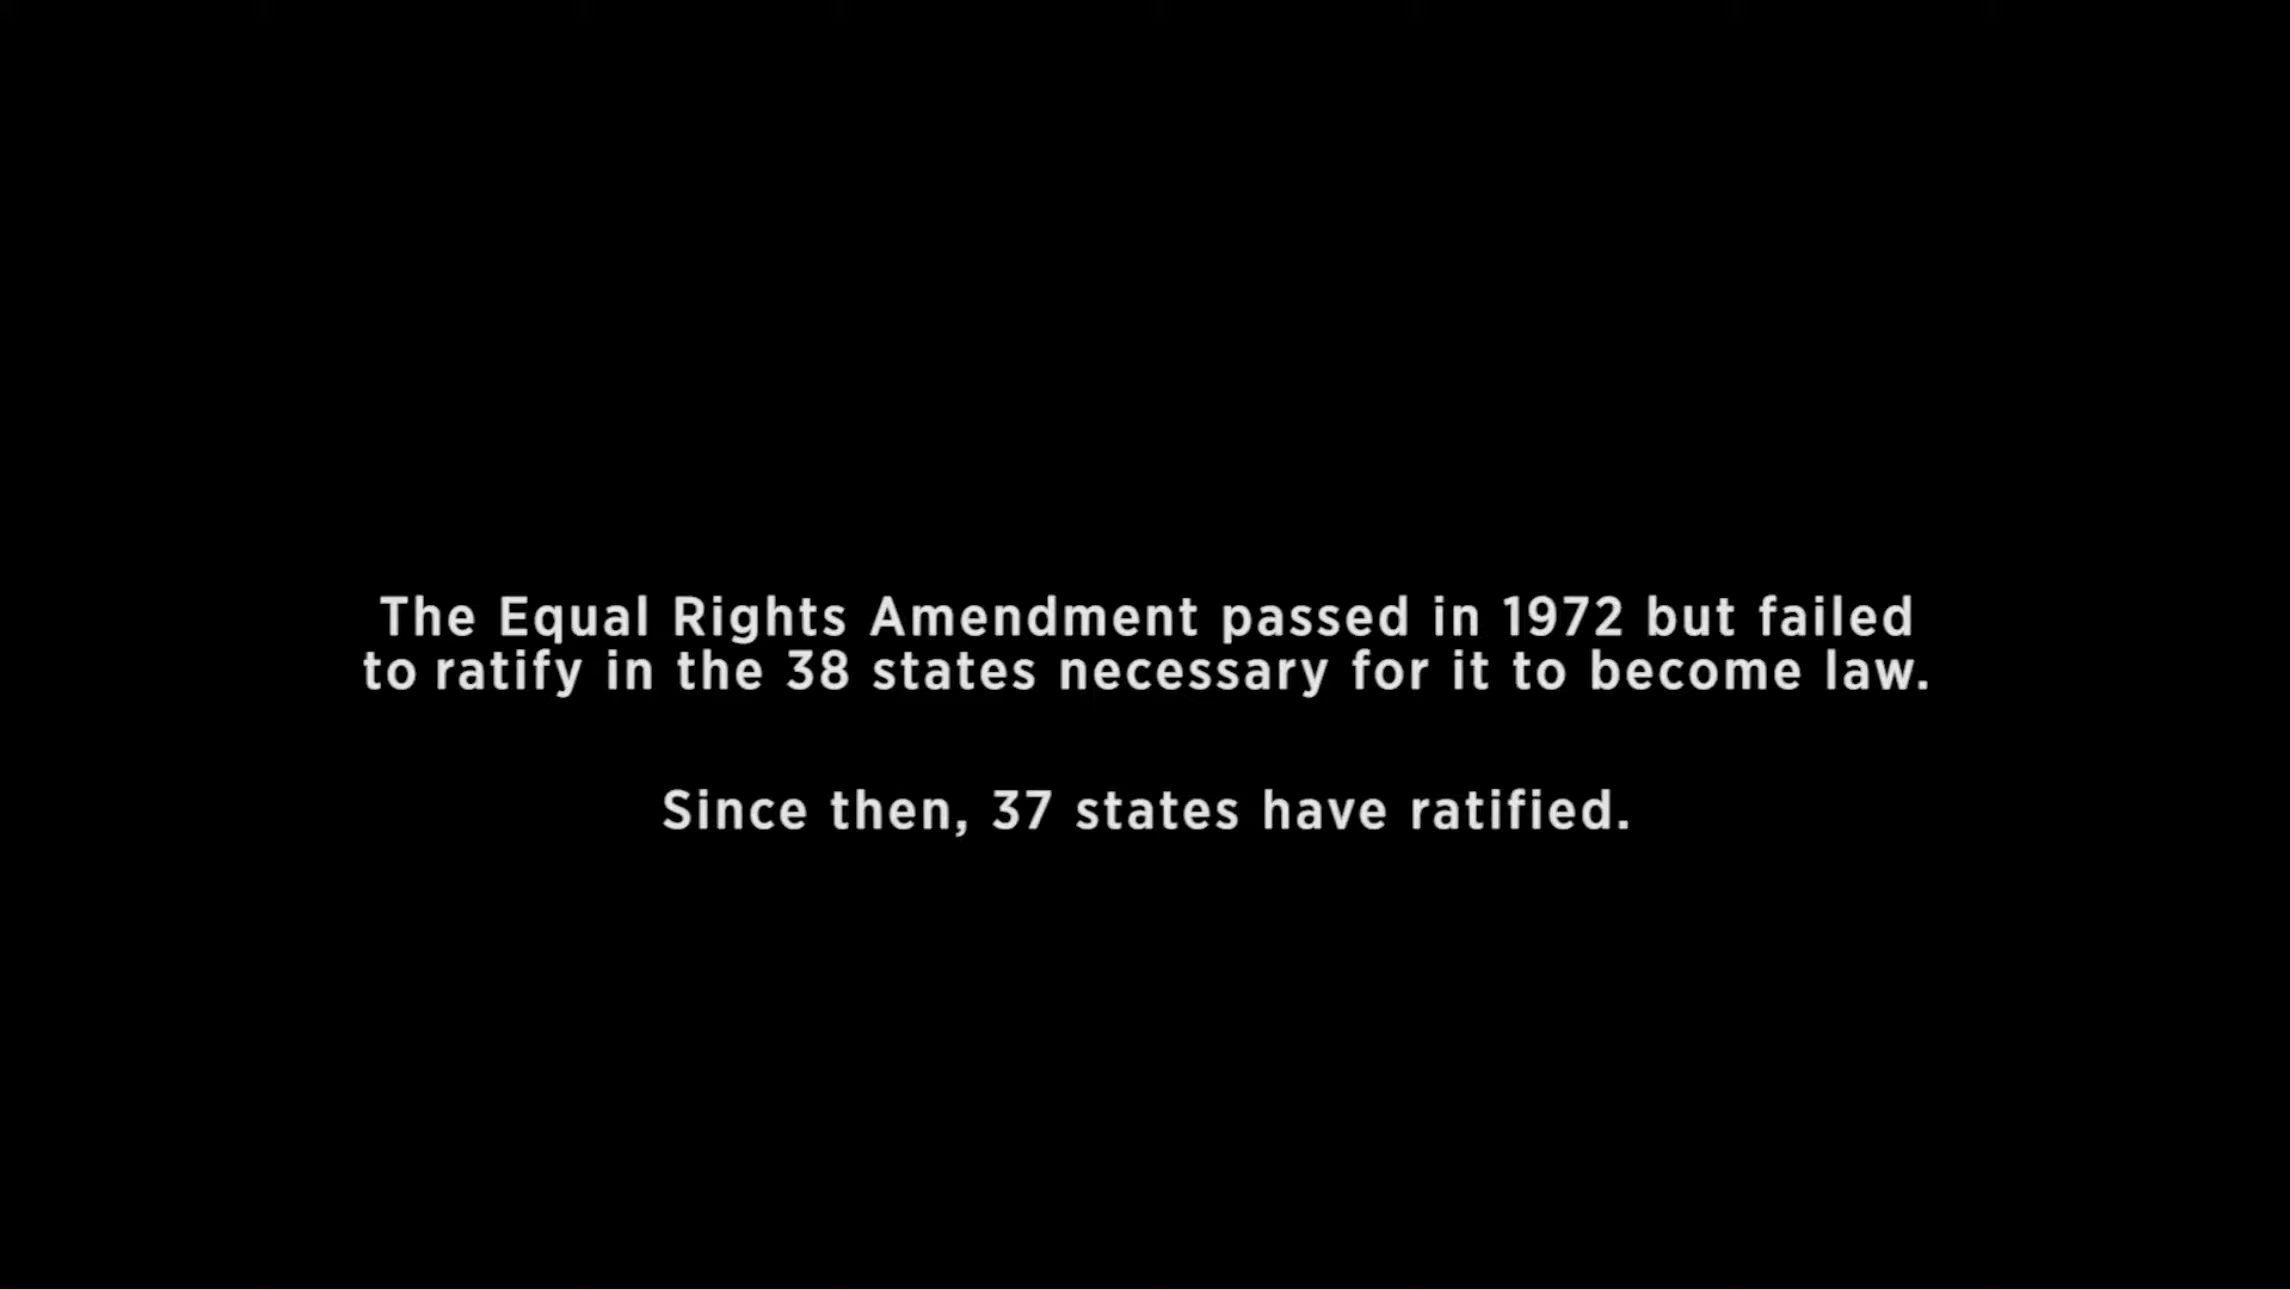 The Equal Rights Amendment passed in 1972 but failed
to ratify in the 38 states necessary for it to become law.
Since then, 37 states have ratified.